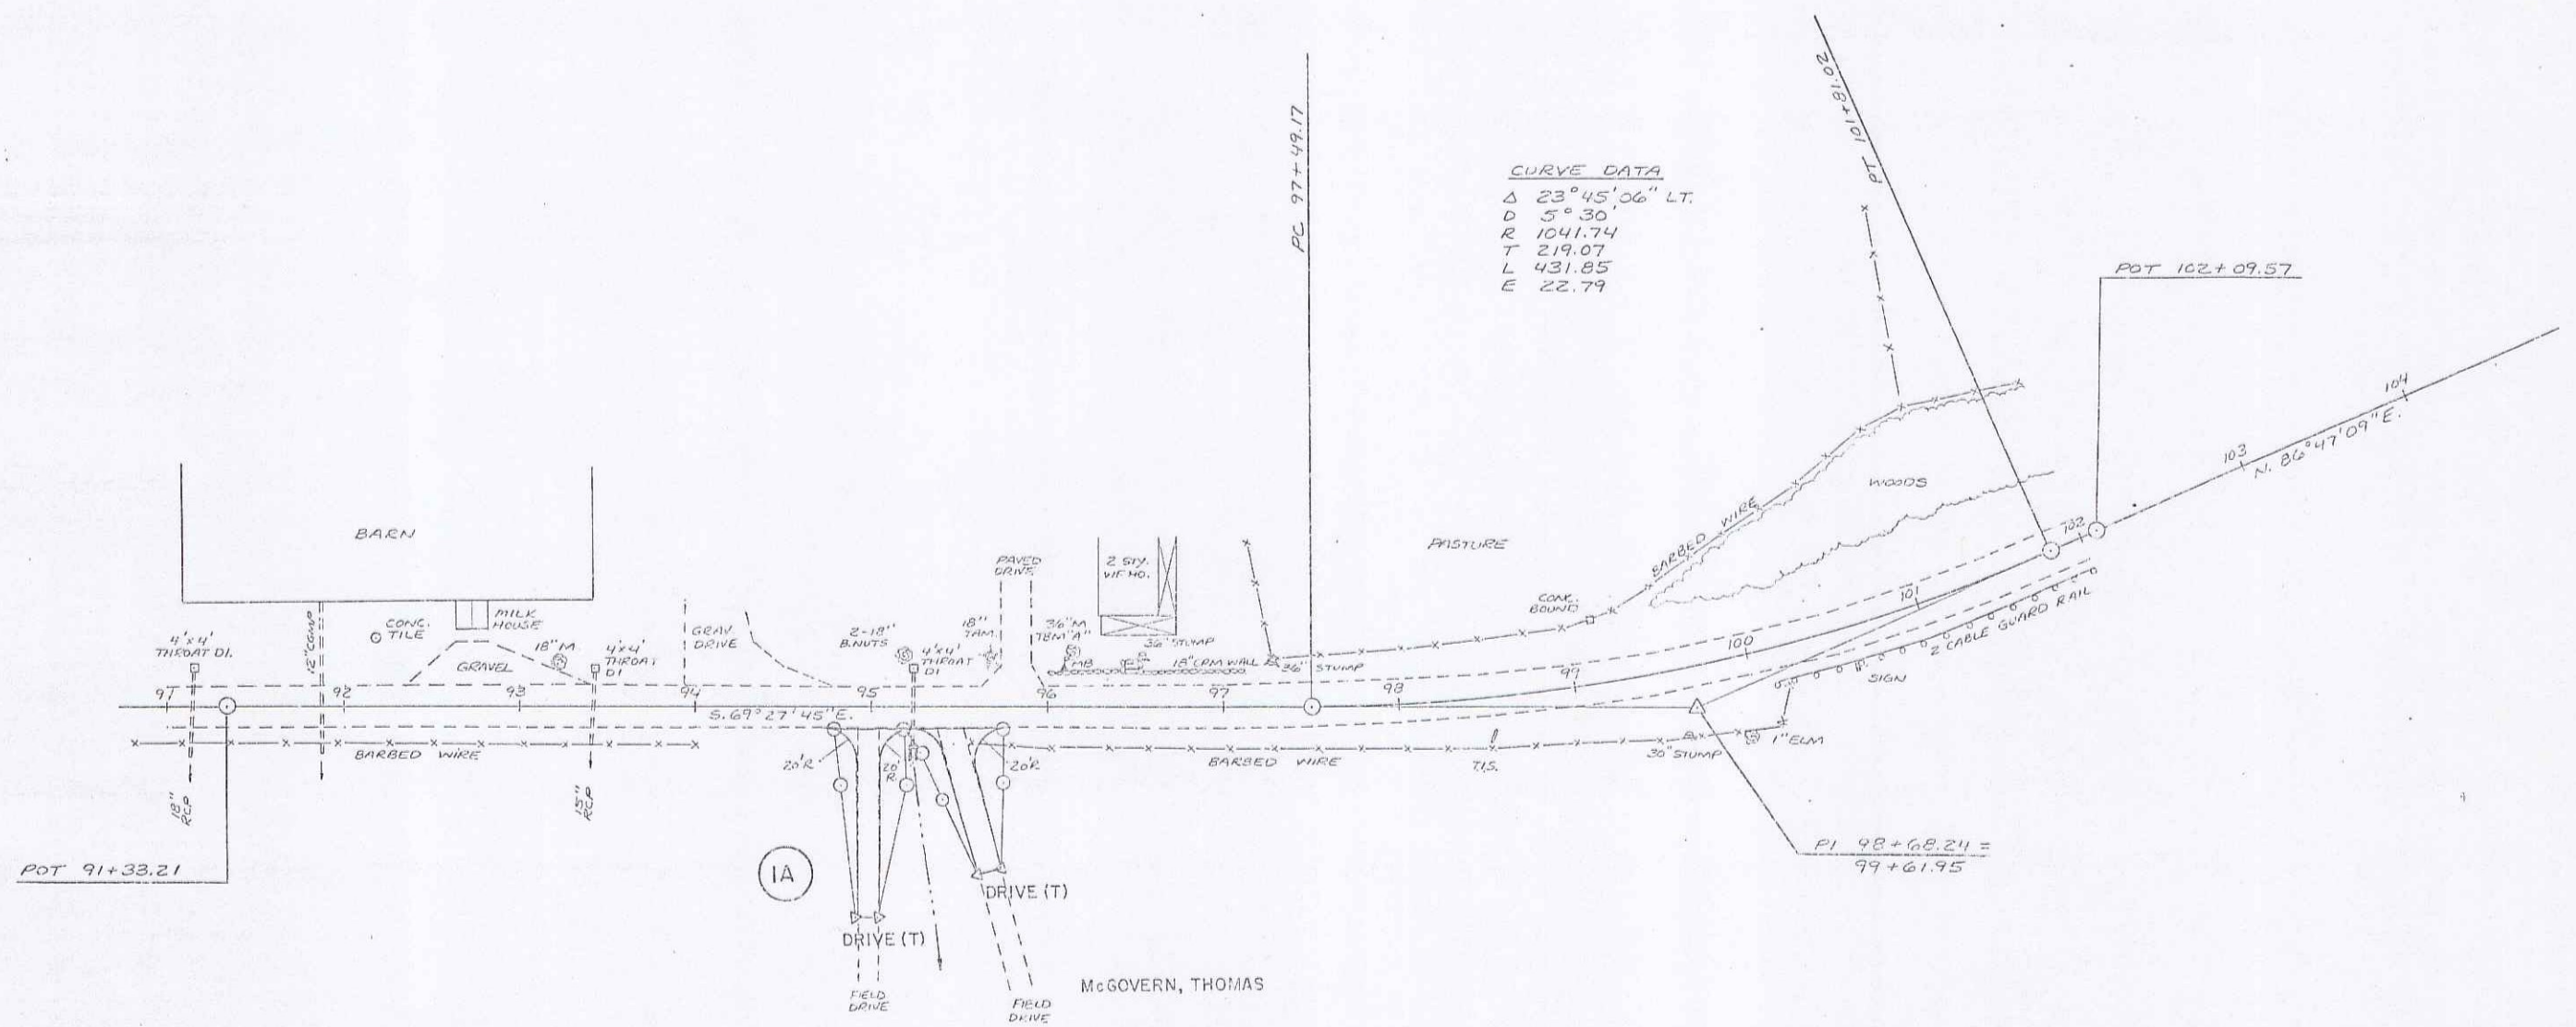 PC 97+49.17
PT 101+81.02
CURVE DATA
Δ 23°45'06" LT.
D 5°30'
R 1041.74
T 219.07
L 431.85
E 22.79
POT 102+09.57
104
103
N. 86°47'09"E.
102
101
100
99
98
WOODS
BARBED WIRE
PASTURE
CONC.
BOUND
2 CABLE GUARD RAIL
SIGN
BARN
MILK
HOUSE
CONC.
TILE
12"CGMP
4'x4'
THROAT DI.
GRAVEL
18"M
4'x4'
THROAT
DI
GRAV.
DRIVE
2-18"
B.NUTS
4'x4'
THROAT
DI
18"
TAM.
PAVED
DRIVE
36"M
TBM "A"
MB
2 STY.
W.F. HO.
36" STUMP
18" CRM WALL
36" STUMP
91
92
93
94
95
96
97
S.69°27'45"E.
BARBED WIRE
18"
RCP
15"
RCP
20'R
20'
R.
20'R
BARBED WIRE
T.I.S.
30"STUMP
1"ELM
POT 91+33.21
PI 98+68.24 =
99+61.95
1A
DRIVE (T)
DRIVE (T)
FIELD
DRIVE
FIELD
DRIVE
McGOVERN, THOMAS